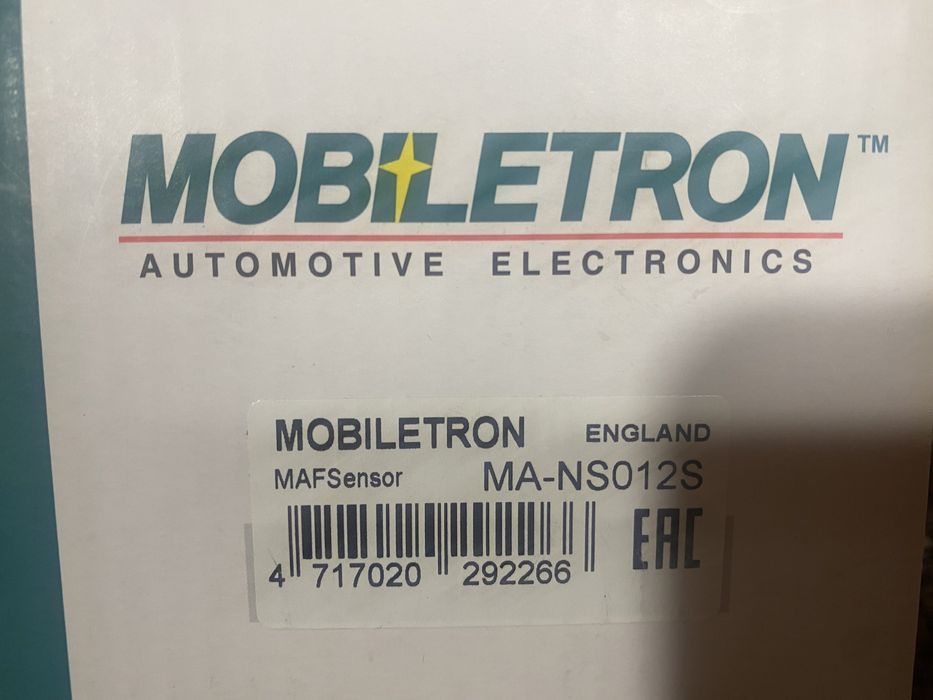 MOBILETRON™
AUTOMOTIVE ELECTRONICS
MOBILETRON ENGLAND
MAFSensor MA-NS012S
4 717020 292266
EAC